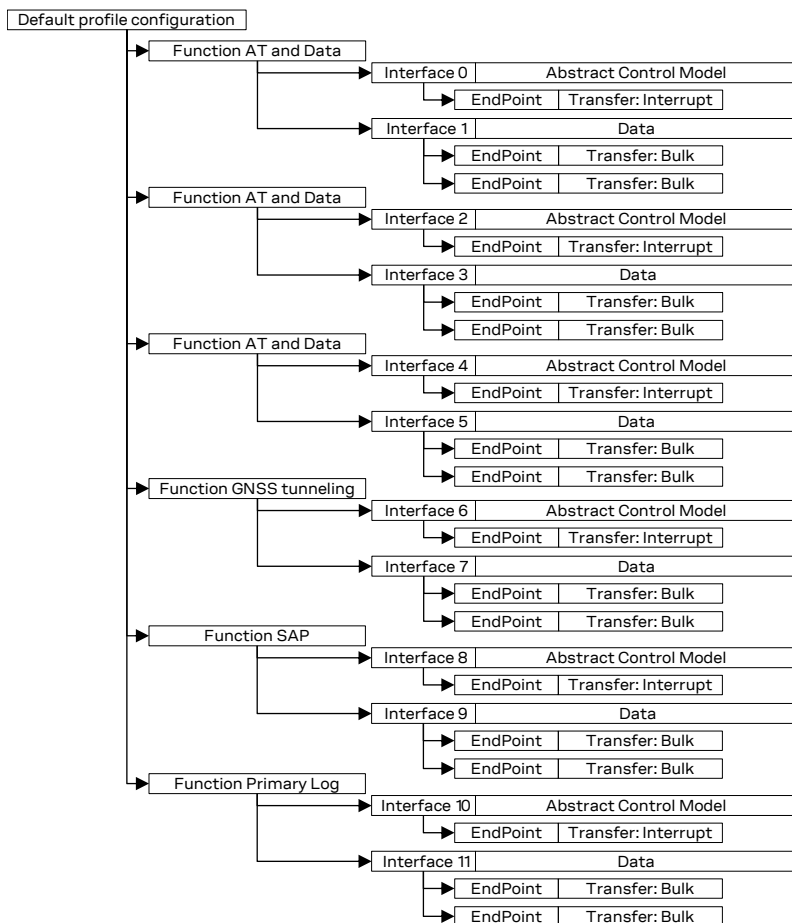 Default profile configuration
Function AT and Data
Interface 0 Abstract Control Model
EndPoint Transfer: Interrupt
Interface 1 Data
EndPoint Transfer: Bulk
EndPoint Transfer: Bulk
Function AT and Data
Interface 2 Abstract Control Model
EndPoint Transfer: Interrupt
Interface 3 Data
EndPoint Transfer: Bulk
EndPoint Transfer: Bulk
Function AT and Data
Interface 4 Abstract Control Model
EndPoint Transfer: Interrupt
Interface 5 Data
EndPoint Transfer: Bulk
EndPoint Transfer: Bulk
Function GNSS tunneling
Interface 6 Abstract Control Model
EndPoint Transfer: Interrupt
Interface 7 Data
EndPoint Transfer: Bulk
EndPoint Transfer: Bulk
Function SAP
Interface 8 Abstract Control Model
EndPoint Transfer: Interrupt
Interface 9 Data
EndPoint Transfer: Bulk
EndPoint Transfer: Bulk
Function Primary Log
Interface 10 Abstract Control Model
EndPoint Transfer: Interrupt
Interface 11 Data
EndPoint Transfer: Bulk
EndPoint Transfer: Bulk